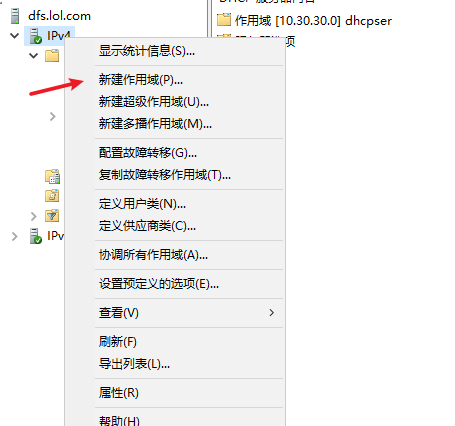 dfs.lol.com
作用域 [10.30.30.0] dhcpser
IPv4
显示统计信息(S)...
新建作用域(P)...
新建超级作用域(U)...
新建多播作用域(M)...
配置故障转移(G)...
复制故障转移作用域(T)...
定义用户类(N)...
定义供应商类(C)...
IPv
协调所有作用域(A)...
设置预定义的选项(E)...
查看(V)
刷新(F)
导出列表(L)...
属性(R)
帮助(H)